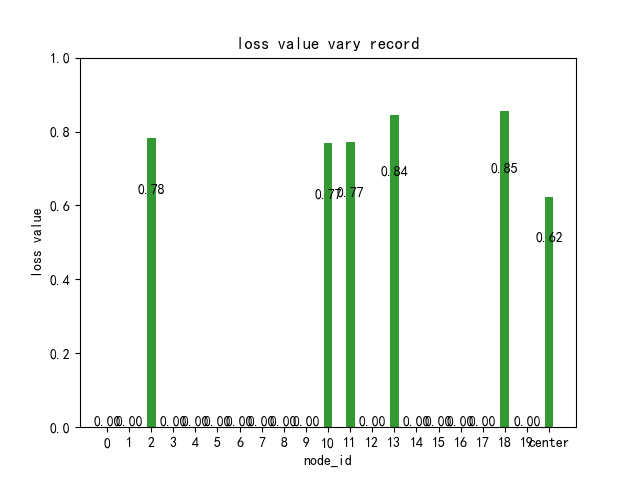 loss value vary record
1.0
0.8
0.6
0.4
0.2
0.0
loss value
0.00 0.00 0.78 0.00 0.00 0.00 0.00 0.00 0.00 0.00 0.77 0.77 0.00 0.84 0.00 0.00 0.00 0.00 0.85 0.00 0.62
0 1 2 3 4 5 6 7 8 9 10 11 12 13 14 15 16 17 18 19 center
node_id